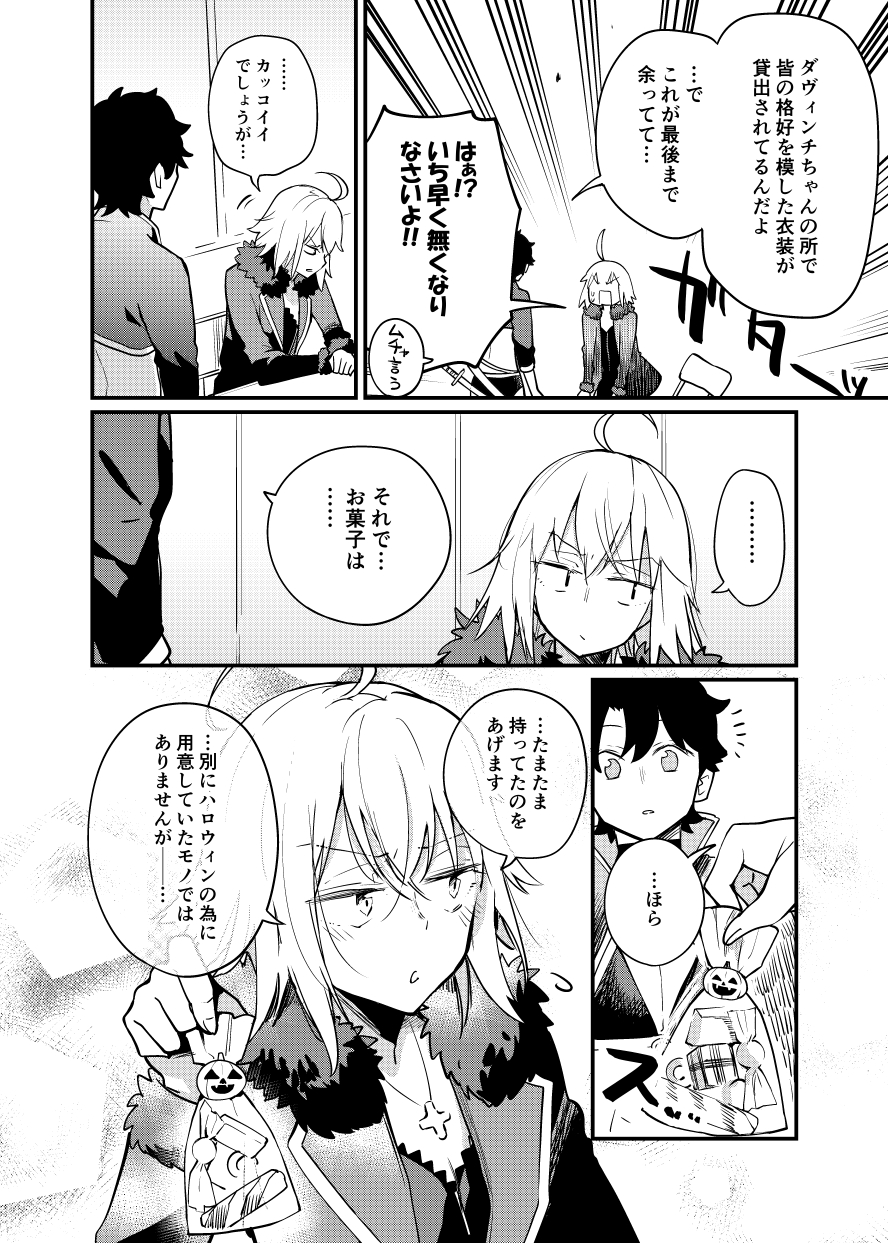 ダヴィンチちゃんの所で
皆の格好を模した衣装が
貸出されてるんだよ
…で
これが最後まで
余ってて…
ガタッ
はぁ!?
いち早く無くなり
なさいよ!!
ムチャ言う
……
カッコイイ
でしょうが…
………
それで…
お菓子は
……
…ほら
スッ
…たまたま
持ってたのを
あげます
…別にハロウィンの為に
用意していたモノでは
ありませんが――…